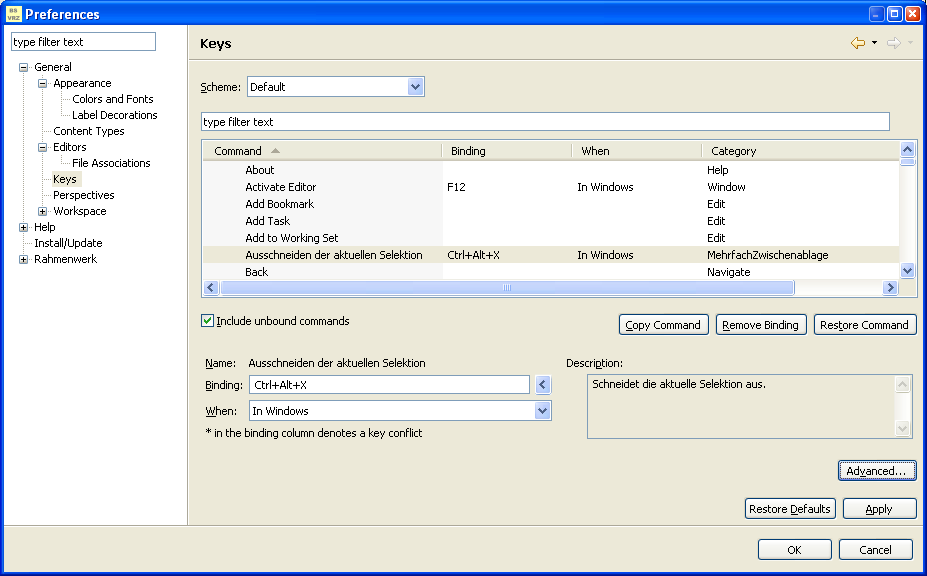 BS VBZ Preferences
type filter text
General
Appearance
Colors and Fonts
Label Decorations
Content Types
Editors
File Associations
Keys
Perspectives
Workspace
Help
Install/Update
Rahmenwerk
Keys
Scheme: Default
type filter text
Command Binding When Category
About Help
Activate Editor F12 In Windows Window
Add Bookmark Edit
Add Task Edit
Add to Working Set Edit
Ausschneiden der aktuellen Selektion Ctrl+Alt+X In Windows MehrfachZwischenablage
Back Navigate
Include unbound commands
Copy Command Remove Binding Restore Command
Name: Ausschneiden der aktuellen Selektion
Binding: Ctrl+Alt+X
When: In Windows
* in the binding column denotes a key conflict
Description:
Schneidet die aktuelle Selektion aus.
Advanced...
Restore Defaults Apply
OK Cancel